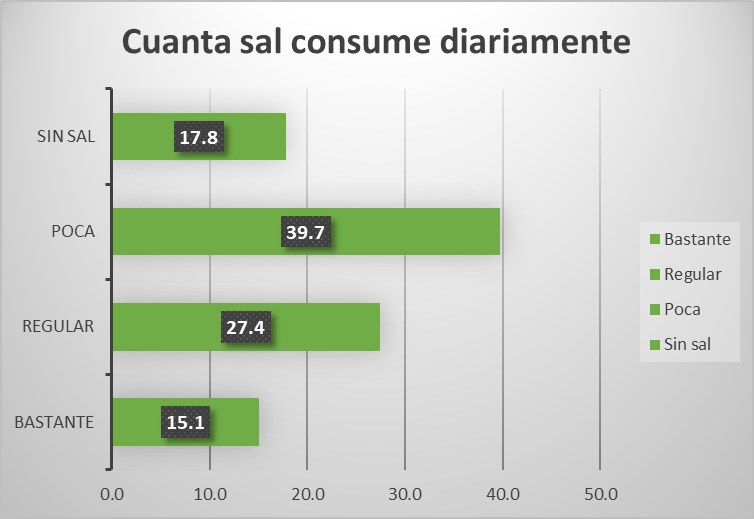 Cuanta sal consume diariamente
SIN SAL
17.8
POCA
39.7
REGULAR
27.4
BASTANTE
15.1
0.0 10.0 20.0 30.0 40.0 50.0
Bastante
Regular
Poca
Sin sal